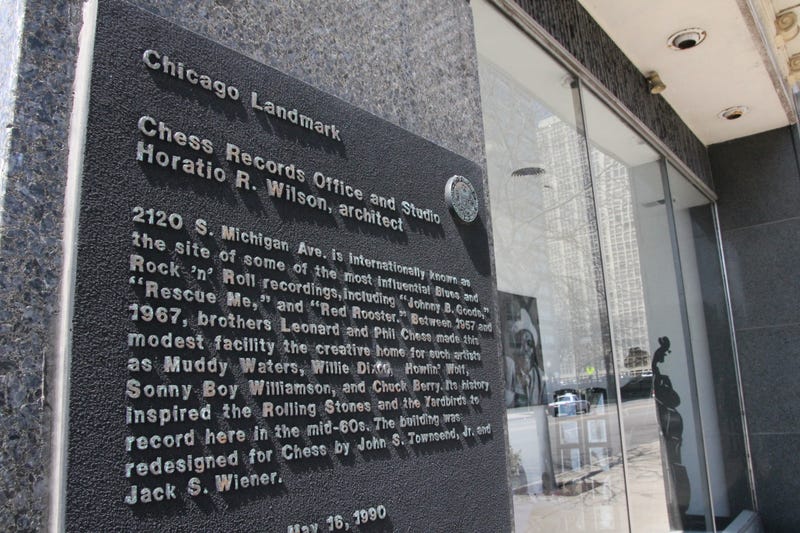 Chicago Landmark
Chess Records Office and Studio
Horatio R. Wilson, architect
2120 S. Michigan Ave. is internationally known as
the site of some of the most influential Blues and
Rock 'n' Roll recordings, including "Johnny B. Goode,"
"Rescue Me," and "Red Rooster." Between 1957 and
1967, brothers Leonard and Phil Chess made this
modest facility the creative home for such artists
as Muddy Waters, Willie Dixon, Howlin' Wolf,
Sonny Boy Williamson, and Chuck Berry. Its history
inspired the Rolling Stones and the Yardbirds to
record here in the mid-60s. The building was
redesigned for Chess by John S. Townsend, Jr. and
Jack S. Wiener.
May 16, 1990